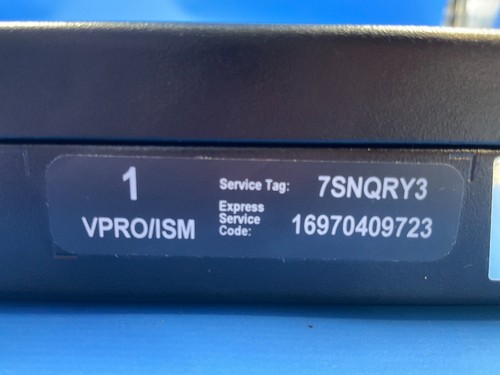 1
VPRO/ISM
Service Tag: 7SNQRY3
Express
Service
Code: 16970409723